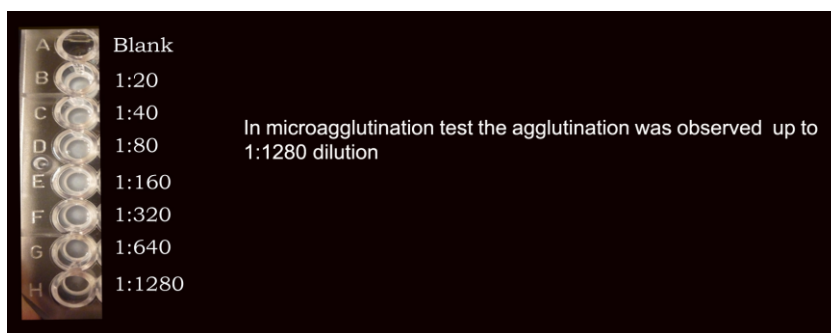 A Blank
B 1:20
C 1:40
D 1:80
E 1:160
F 1:320
G 1:640
H 1:1280
In microagglutination test the agglutination was observed up to
1:1280 dilution